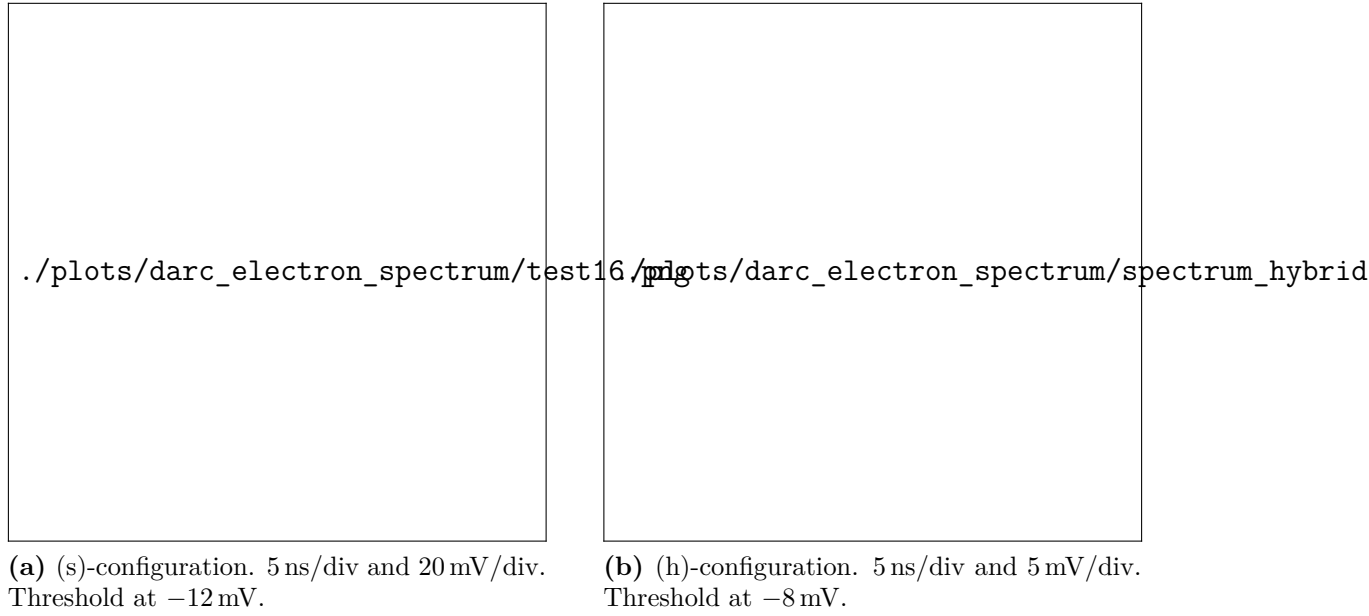 ./plots/darc_electron_spectrum/test16.png
./plots/darc_electron_spectrum/spectrum_hybrid
(a) (s)-configuration. 5 ns/div and 20 mV/div.
Threshold at −12 mV.
(b) (h)-configuration. 5 ns/div and 5 mV/div.
Threshold at −8 mV.